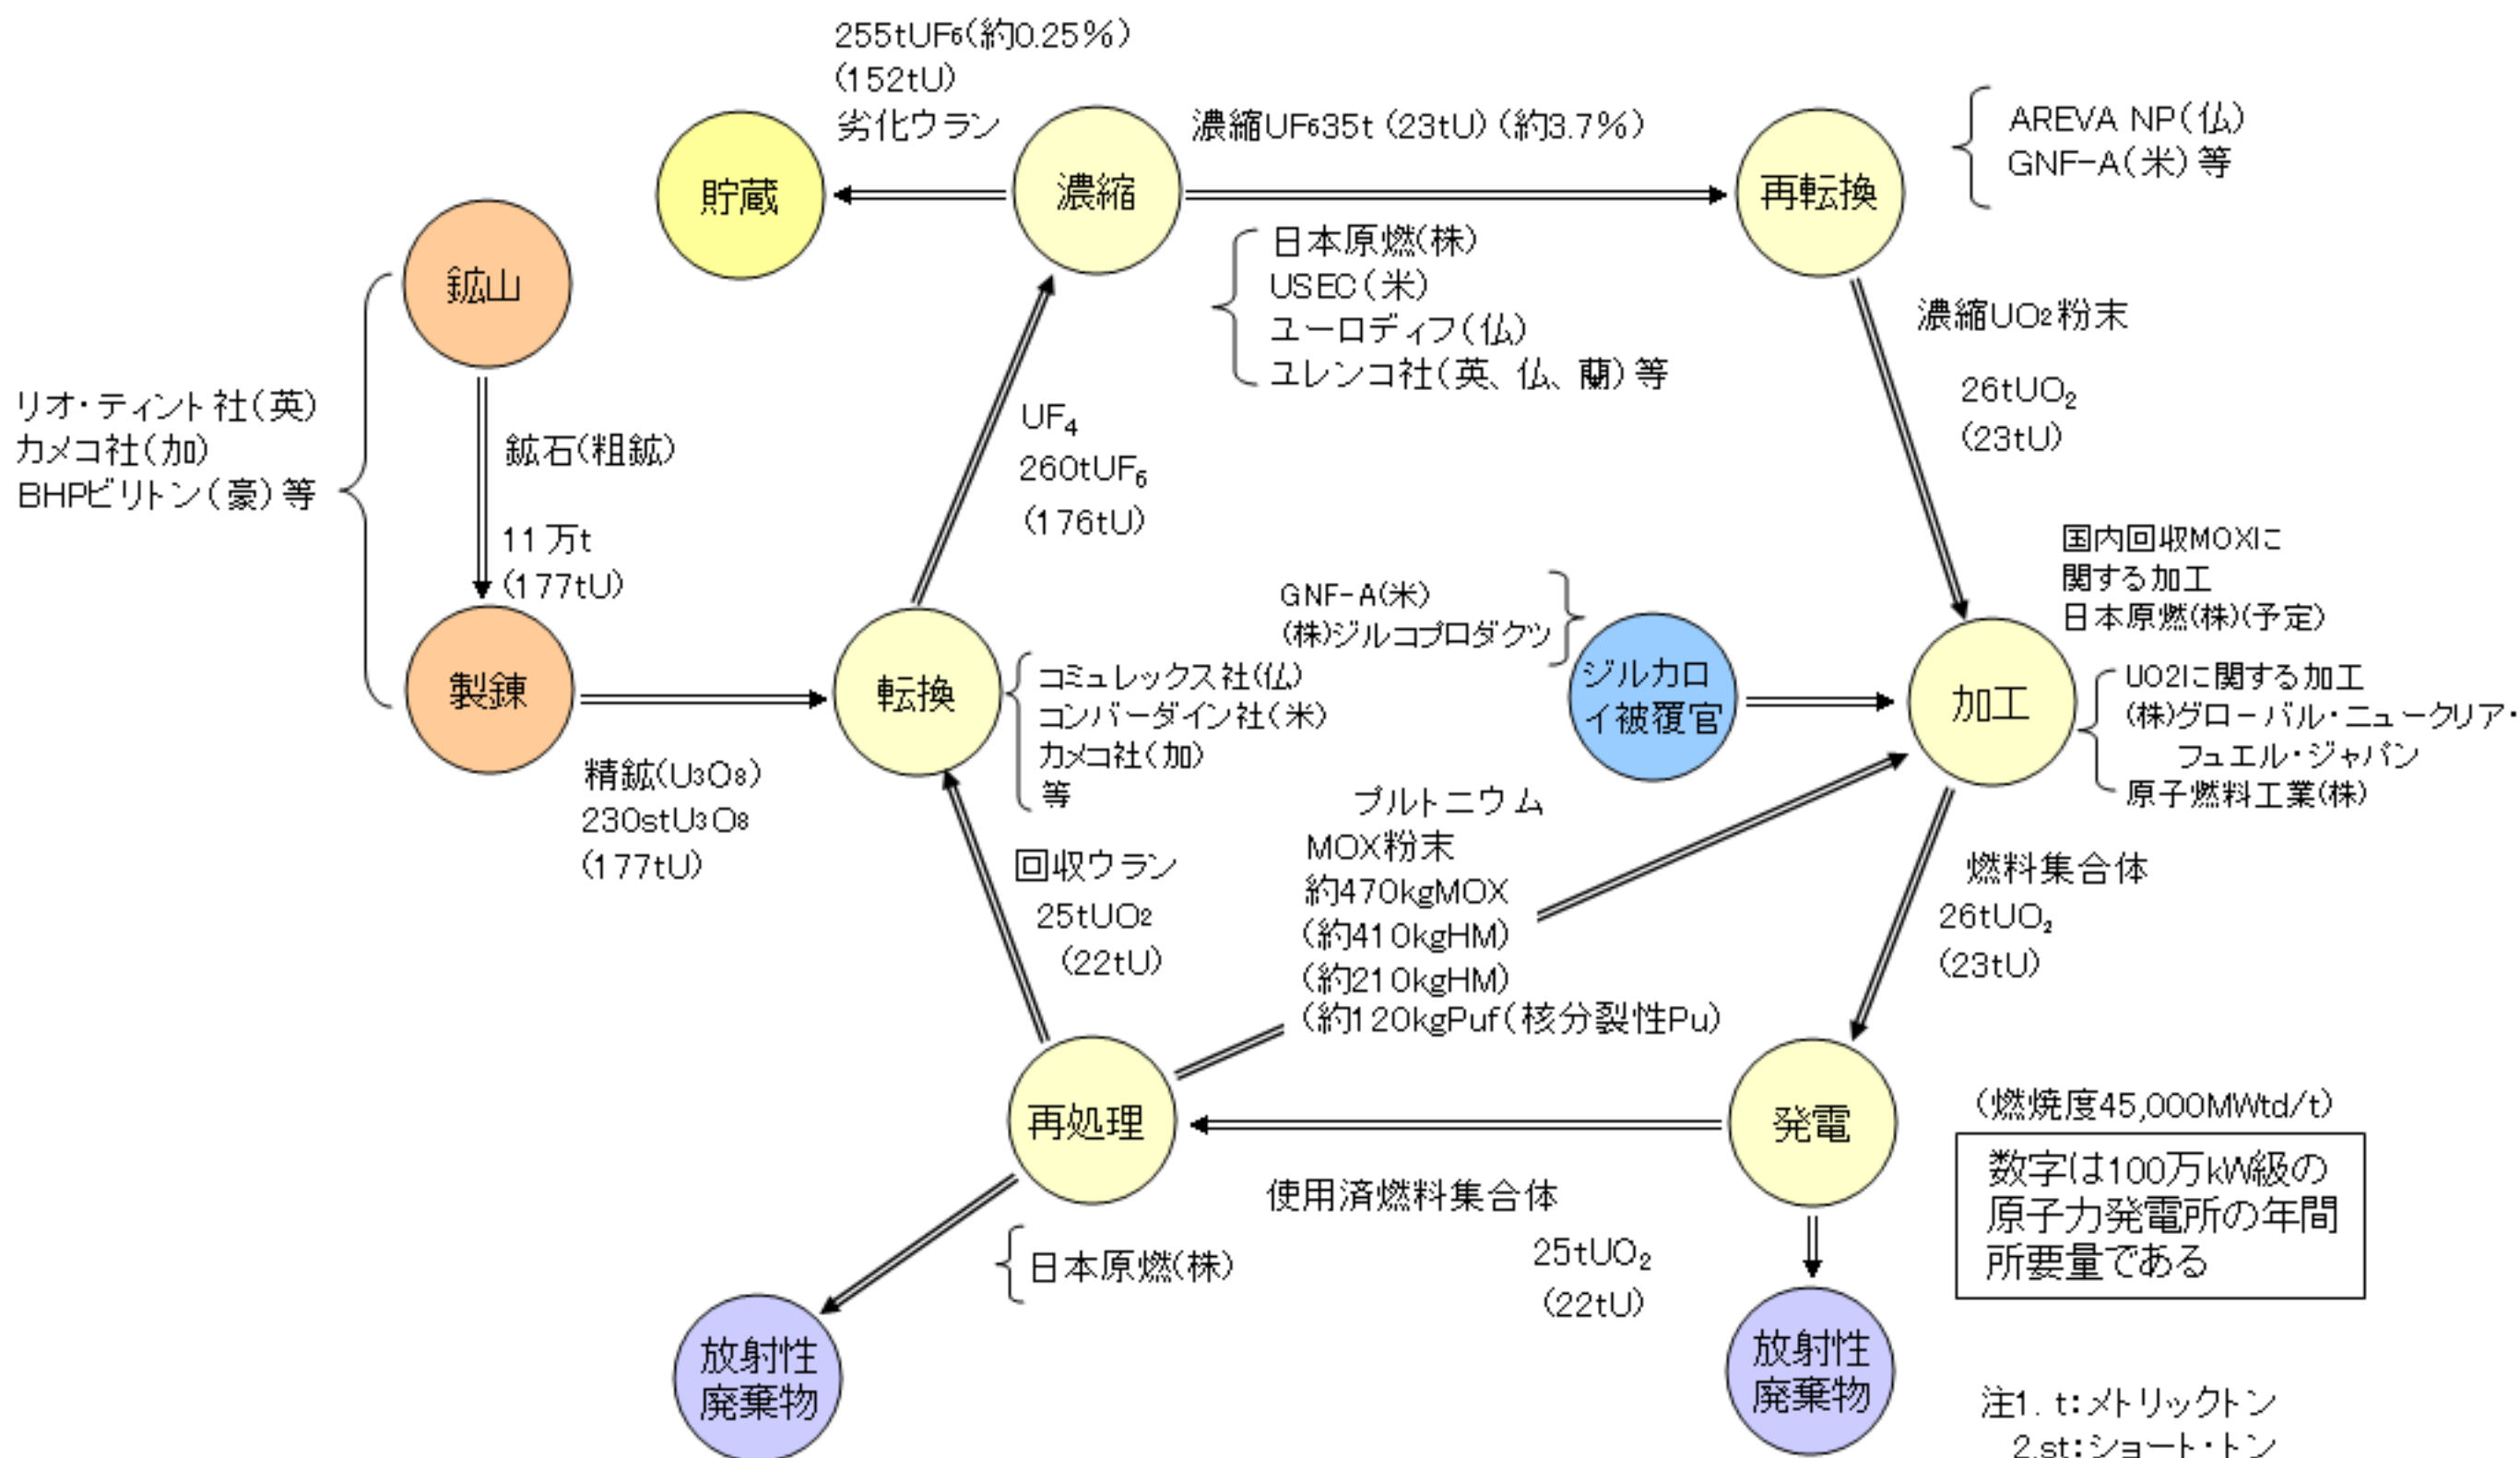 255tUF6(約0.25%)
(152tU)
劣化ウラン
貯蔵
濃縮
濃縮UF635t (23tU) (約3.7%)
再転換
AREVA NP(仏)
GNF-A(米) 等
日本原燃(株)
USEC(米)
ユーロディフ(仏)
ユレンコ社(英、仏、蘭) 等
鉱山
リオ・ティント社(英)
カメコ社(加)
BHPビリトン(豪) 等
鉱石(粗鉱)
11万t
(177tU)
製錬
精鉱(U3O8)
230stU3O8
(177tU)
UF₄
260tUF₆
(176tU)
転換
コミュレックス社(仏)
コンバーダイン社(米)
カメコ社(加)
等
濃縮UO2粉末
26tUO₂
(23tU)
GNF-A(米)
(株)ジルコプロダクツ
ジルカロ
イ被覆官
国内回収MOXに
関する加工
日本原燃(株)(予定)
加工
UO2に関する加工
(株)グローバル・ニュークリア・
フュエル・ジャパン
原子燃料工業(株)
回収ウラン
25tUO2
(22tU)
プルトニウム
MOX粉末
約470kgMOX
(約410kgHM)
(約210kgHM)
(約120kgPuf(核分裂性Pu)
燃料集合体
26tUO₂
(23tU)
再処理
発電
使用済燃料集合体
25tUO₂
(22tU)
日本原燃(株)
放射性
廃棄物
放射性
廃棄物
(燃焼度45,000MWtd/t)
数字は100万kW級の
原子力発電所の年間
所要量である
注1. t:メトリックトン
2.st:ショート・トン